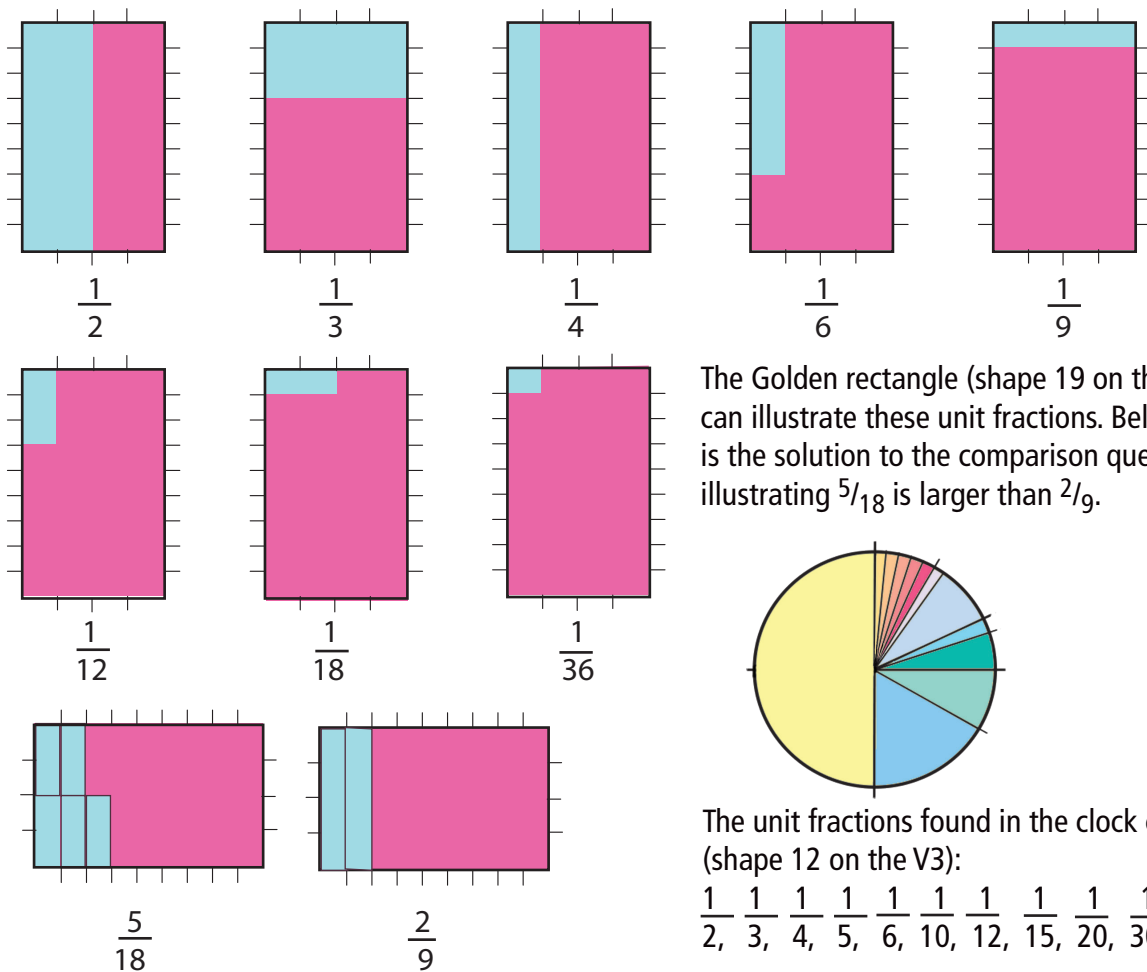 1/2 1/3 1/4 1/6 1/9
The Golden rectangle (shape 19 on
can illustrate these unit fractions.
is the solution to the comparison
illustrating 5/18 is larger than 2/9.
1/12 1/18 1/36
The unit fractions found in the clock
(shape 12 on the V3):
1/2, 1/3, 1/4, 1/5, 1/6, 1/10, 1/12, 1/15, 1/20,
5/18 2/9